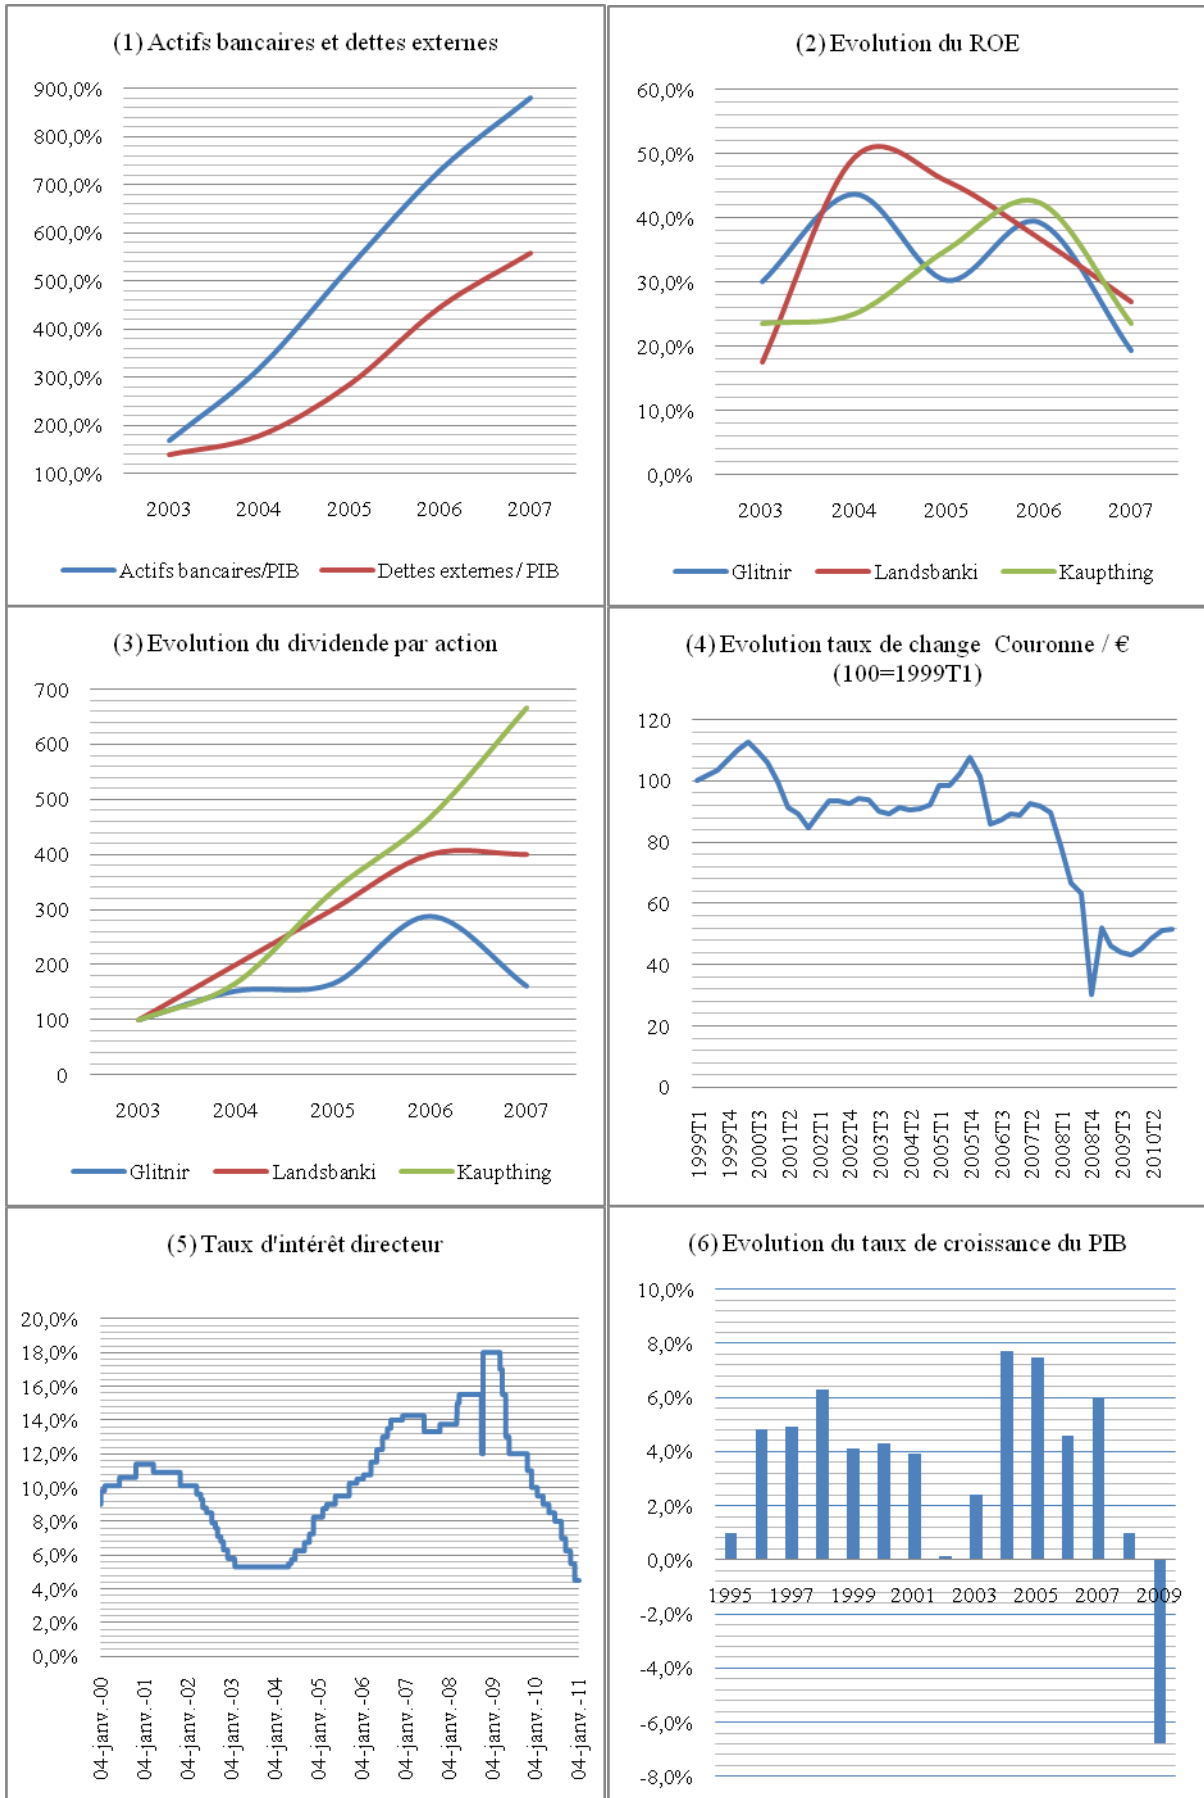 (1) Actifs bancaires et dettes externes
900,0%
800,0%
700,0%
600,0%
500,0%
400,0%
300,0%
200,0%
100,0%
2003 2004 2005 2006 2007
Actifs bancaires/PIB Dettes externes / PIB
(2) Evolution du ROE
60,0%
50,0%
40,0%
30,0%
20,0%
10,0%
0,0%
2003 2004 2005 2006 2007
Glitnir Landsbanki Kaupthing
(3) Evolution du dividende par action
700
600
500
400
300
200
100
0
2003 2004 2005 2006 2007
Glitnir Landsbanki Kaupthing
(4) Evolution taux de change Couronne / €
(100=1999T1)
120
100
80
60
40
20
0
1999T1
1999T4
2000T3
2001T2
2002T1
2002T4
2003T3
2004T2
2005T1
2005T4
2006T3
2007T2
2008T1
2008T4
2009T3
2010T2
(5) Taux d'intérêt directeur
20,0%
18,0%
16,0%
14,0%
12,0%
10,0%
8,0%
6,0%
4,0%
2,0%
0,0%
04-janv.-00
04-janv.-01
04-janv.-02
04-janv.-03
04-janv.-04
04-janv.-05
04-janv.-06
04-janv.-07
04-janv.-08
04-janv.-09
04-janv.-10
04-janv.-11
(6) Evolution du taux de croissance du PIB
10,0%
8,0%
6,0%
4,0%
2,0%
0,0%
1995 1997 1999 2001 2003 2005 2007 2009
-2,0%
-4,0%
-6,0%
-8,0%